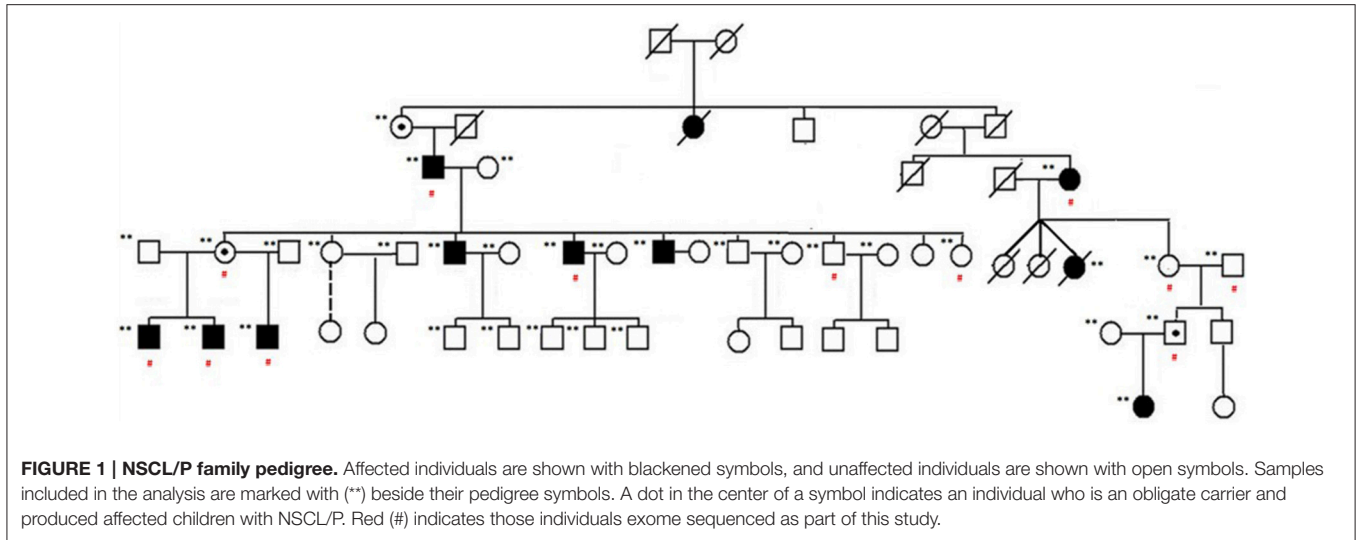 FIGURE 1 | NSCL/P family pedigree. Affected individuals are shown with blackened symbols, and unaffected individuals are shown with open symbols. Samples
included in the analysis are marked with (**) beside their pedigree symbols. A dot in the center of a symbol indicates an individual who is an obligate carrier and
produced affected children with NSCL/P. Red (#) indicates those individuals exome sequenced as part of this study.